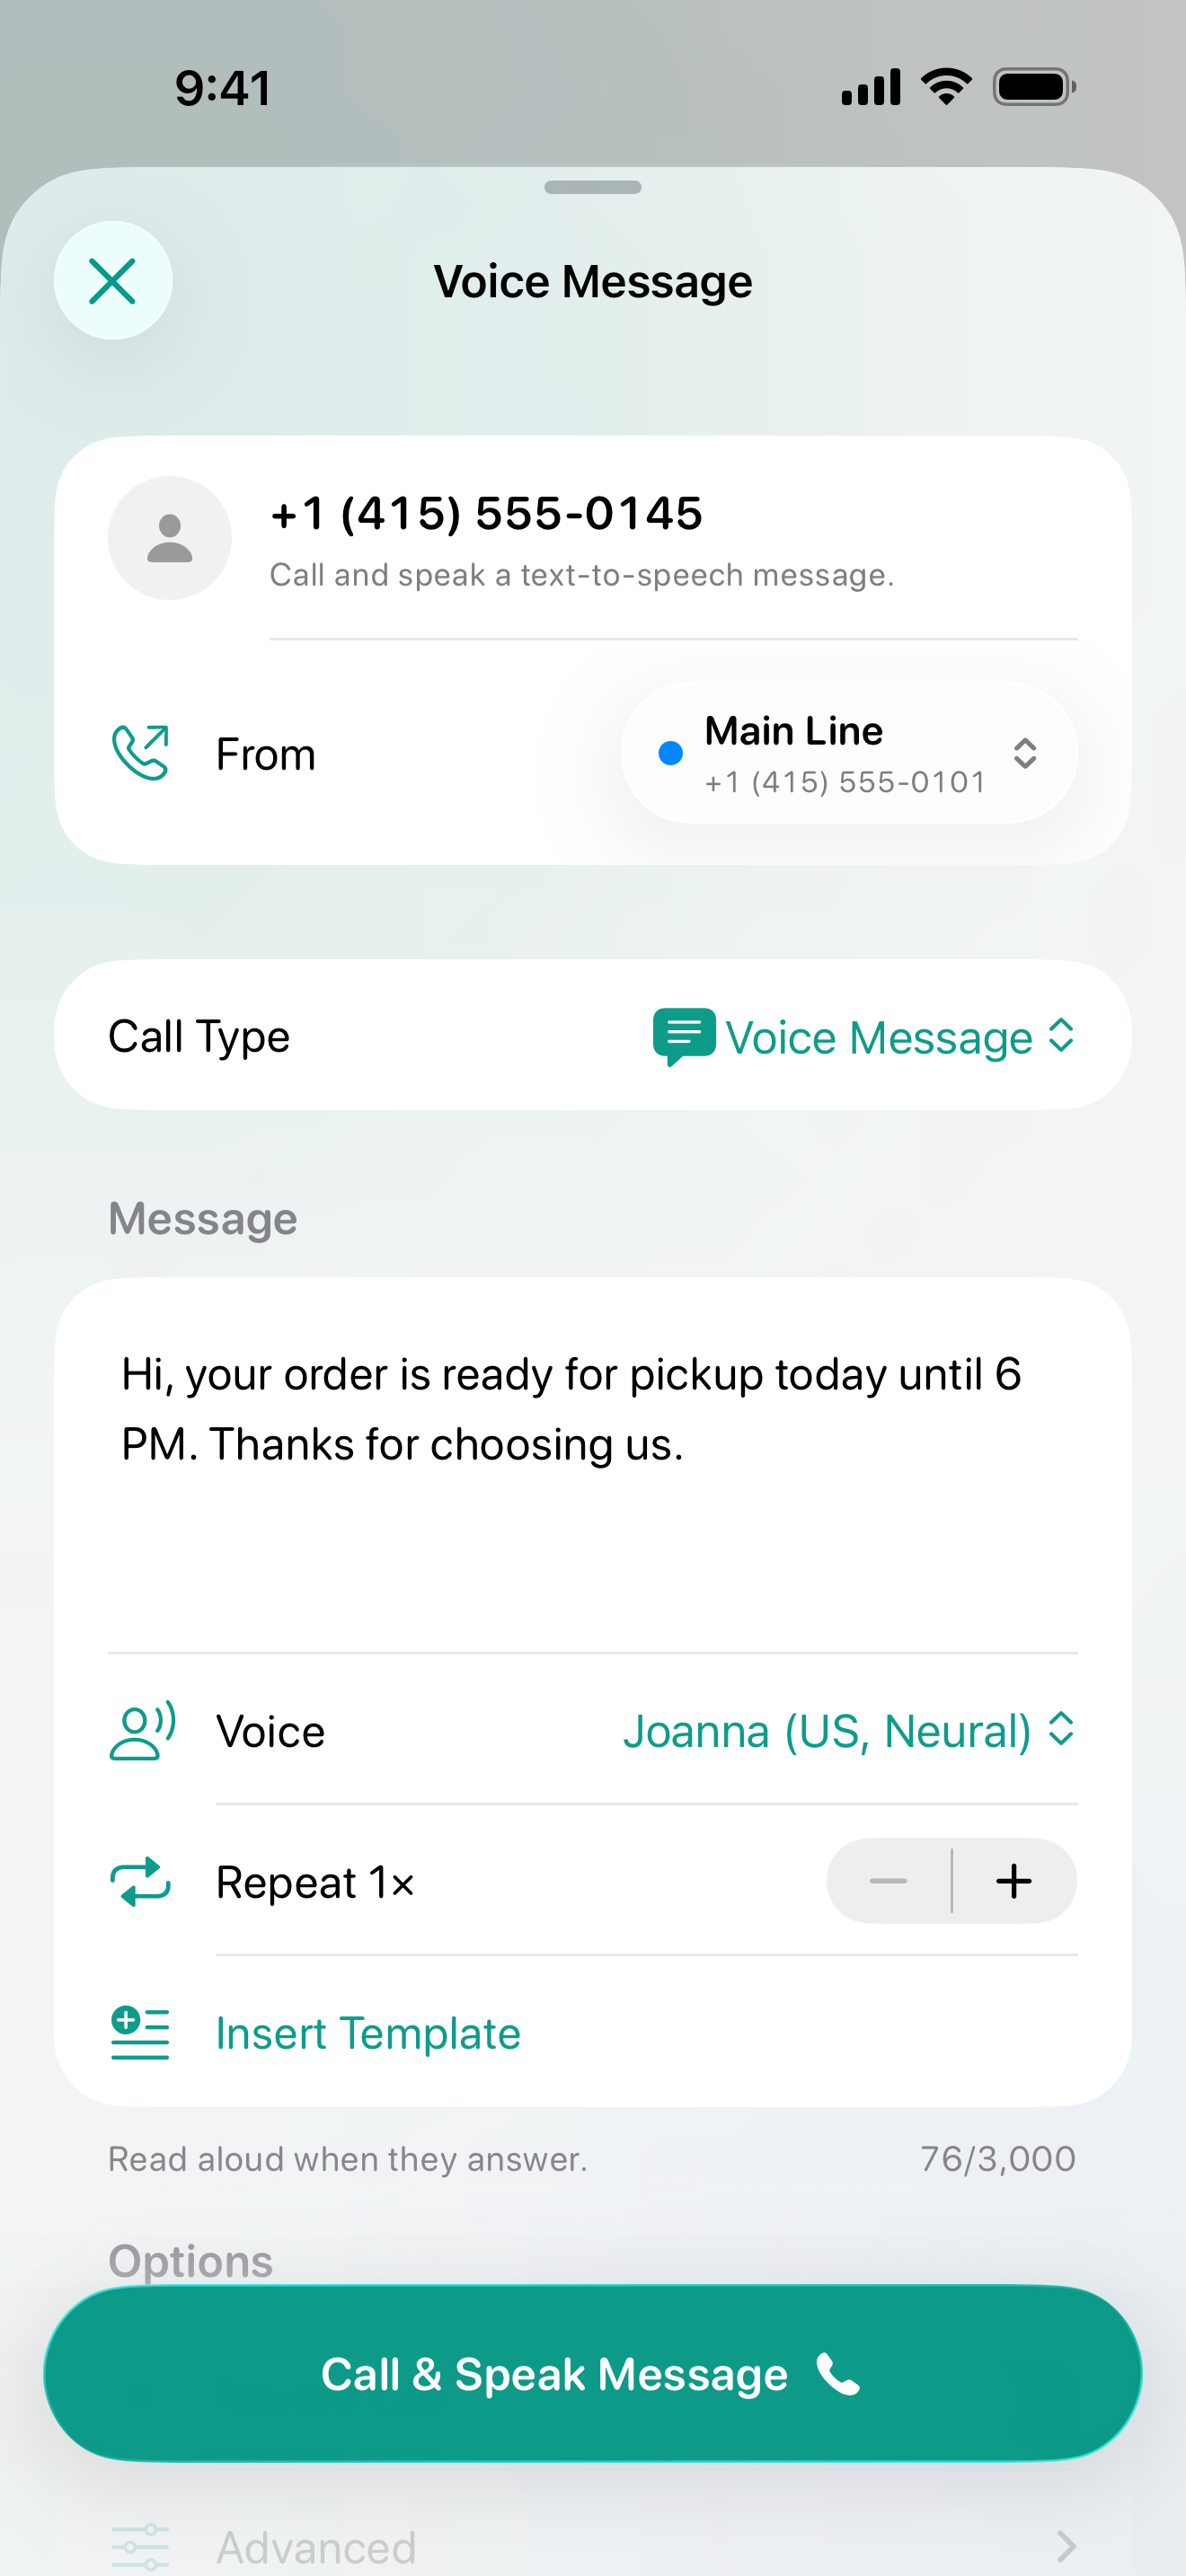 9:41
Voice Message
+1 (415) 555-0145
Call and speak a text-to-speech message.
From
Main Line
+1 (415) 555-0101
Call Type
Voice Message
Message
Hi, your order is ready for pickup today until 6
PM. Thanks for choosing us.
Voice
Joanna (US, Neural)
Repeat 1×
Insert Template
Read aloud when they answer.
76/3,000
Options
Call & Speak Message
Advanced